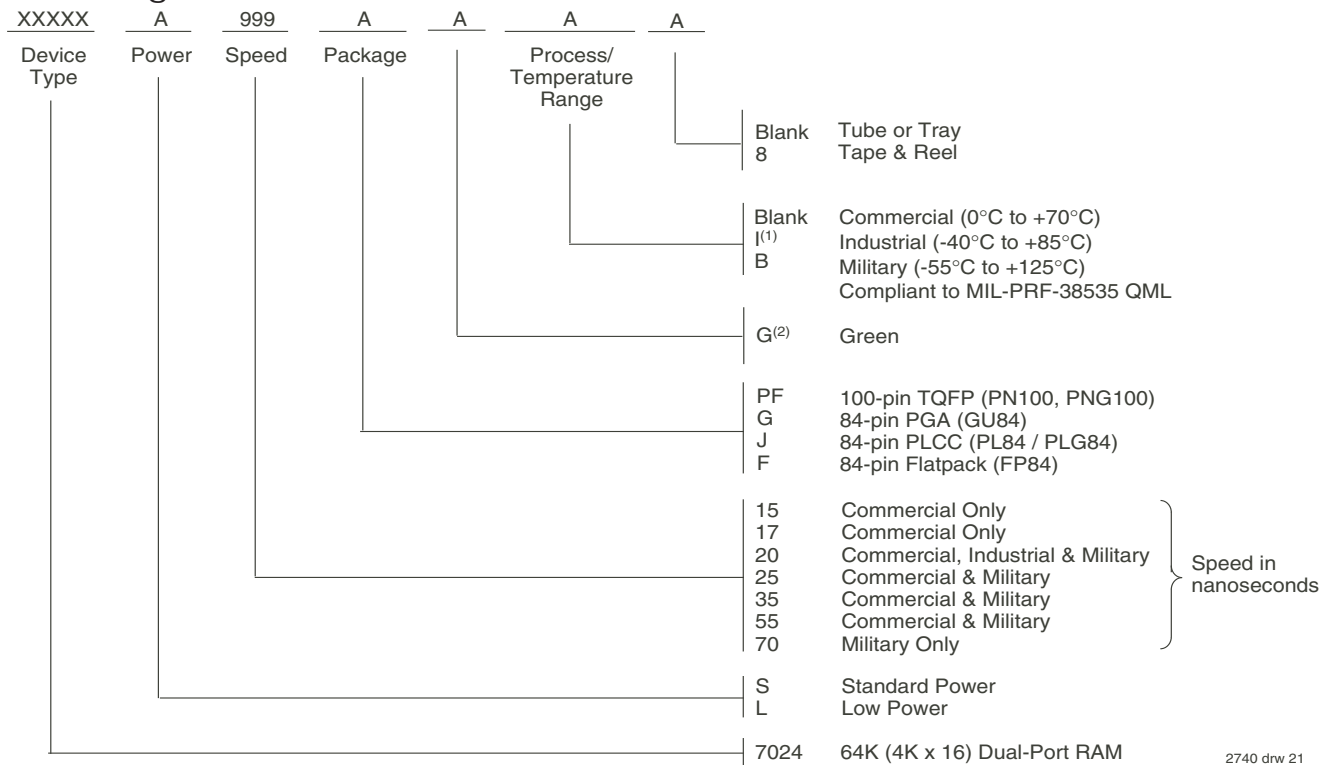 XXXXX A 999 A A A A
Device Type Power Speed Package Process/ Temperature Range
Blank Tube or Tray
8 Tape & Reel
Blank Commercial (0°C to +70°C)
I(1) Industrial (-40°C to +85°C)
B Military (-55°C to +125°C)
Compliant to MIL-PRF-38535 QML
G(2) Green
PF 100-pin TQFP (PN100, PNG100)
G 84-pin PGA (GU84)
J 84-pin PLCC (PL84 / PLG84)
F 84-pin Flatpack (FP84)
15 Commercial Only
17 Commercial Only
20 Commercial, Industrial & Military
25 Commercial & Military
35 Commercial & Military
55 Commercial & Military
70 Military Only
Speed in
nanoseconds
S Standard Power
L Low Power
7024 64K (4K x 16) Dual-Port RAM
2740 drw 21